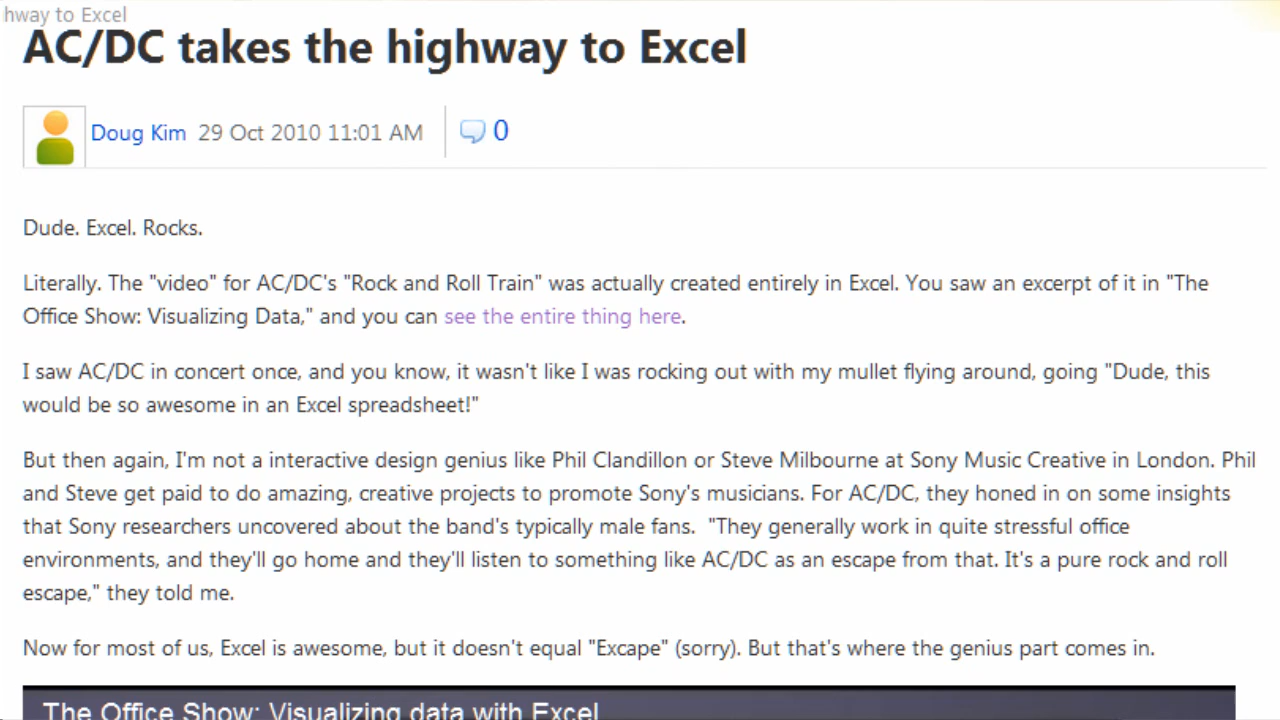 hway to Excel
AC/DC takes the highway to Excel
Doug Kim 29 Oct 2010 11:01 AM 0
Dude. Excel. Rocks.
Literally. The "video" for AC/DC's "Rock and Roll Train" was actually created entirely in Excel. You saw an excerpt of it in "The
Office Show: Visualizing Data," and you can see the entire thing here.
I saw AC/DC in concert once, and you know, it wasn't like I was rocking out with my mullet flying around, going "Dude, this
would be so awesome in an Excel spreadsheet!"
But then again, I'm not a interactive design genius like Phil Clandillon or Steve Milbourne at Sony Music Creative in London. Phil
and Steve get paid to do amazing, creative projects to promote Sony's musicians. For AC/DC, they honed in on some insights
that Sony researchers uncovered about the band's typically male fans. "They generally work in quite stressful office
environments, and they'll go home and they'll listen to something like AC/DC as an escape from that. It's a pure rock and roll
escape," they told me.
Now for most of us, Excel is awesome, but it doesn't equal "Excape" (sorry). But that's where the genius part comes in.
The Office Show: Visualizing data with Excel